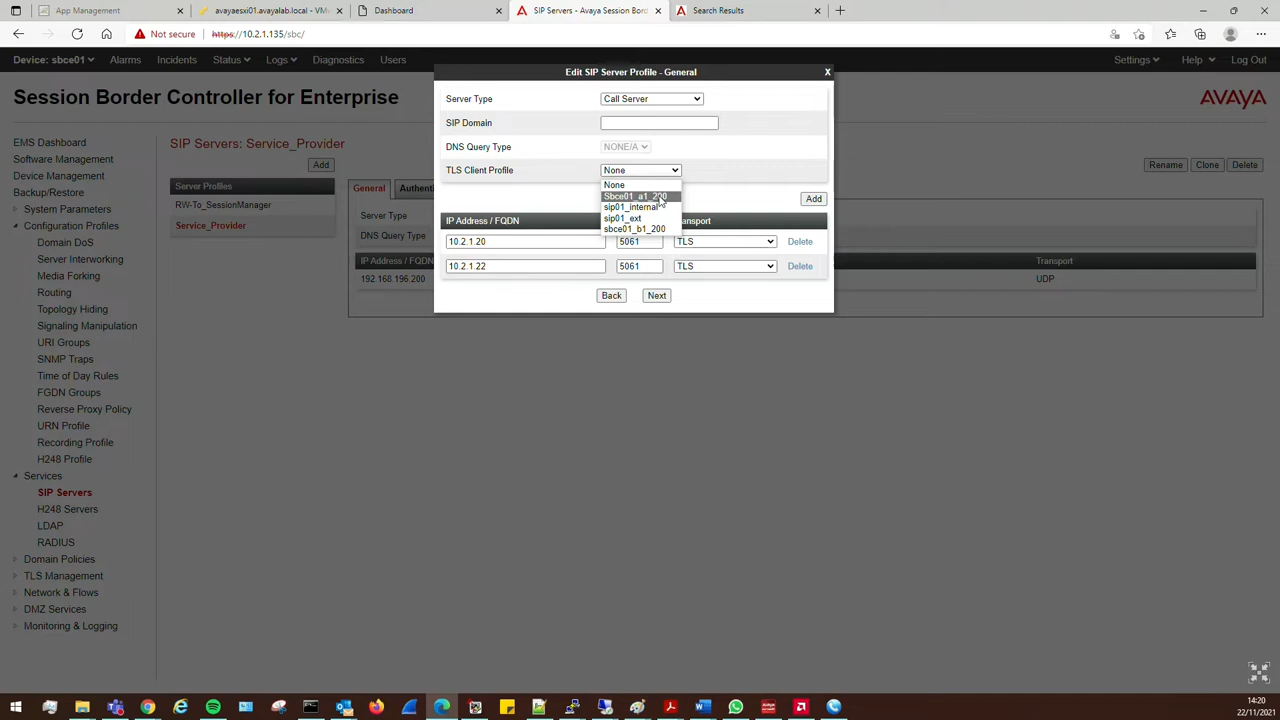 App Management
avayaesxi01.avayalab.local - VM
Dashboard
SIP Servers - Avaya Session Bord
Search Results
Not secure
https://10.2.1.135/sbc/
Device: sbce01
Alarms
Incidents
Status
Logs
Diagnostics
Users
Settings
Help
Log Out
Session Border Controller for Enterprise
AVAYA
EMS Dashboard
Software Management
Device Management
Backup/Restore
System Parameters
Configuration Profiles
Domain DoS
Server Interworking
Media Forking
Routing
Topology Hiding
Signaling Manipulation
URI Groups
SNMP Traps
Time of Day Rules
FGDN Groups
Reverse Proxy Policy
URN Profile
Recording Profile
H248 Profile
Services
SIP Servers
H248 Servers
LDAP
RADIUS
Domain Policies
TLS Management
Network & Flows
DMZ Services
Monitoring & Logging
SIP Servers: Service_Provider
Add
Rename
Clone
Delete
Server Profiles
RW-To_SessionManager
Service_Provider
General
Authenti
Server Type
DNS Query Type
IP Address / FQDN
Transport
192.168.196.200
UDP
Edit SIP Server Profile - General
X
Server Type
Call Server
SIP Domain
DNS Query Type
NONE/A
TLS Client Profile
None
None
Sbce01_a1_200
sip01_internal
sip01_ext
sbce01_b1_200
Add
IP Address / FQDN
ransport
10.2.1.20
5061
TLS
Delete
10.2.1.22
5061
TLS
Delete
Back
Next
14:20
22/11/2021